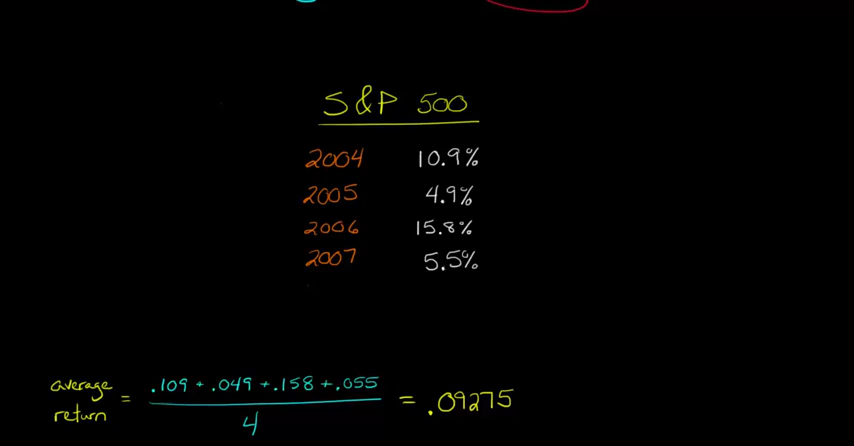 S&P 500
2004 10.9%
2005 4.9%
2006 15.8%
2007 5.5%
average return = .109 + .049 + .158 + .055 / 4 = .09275